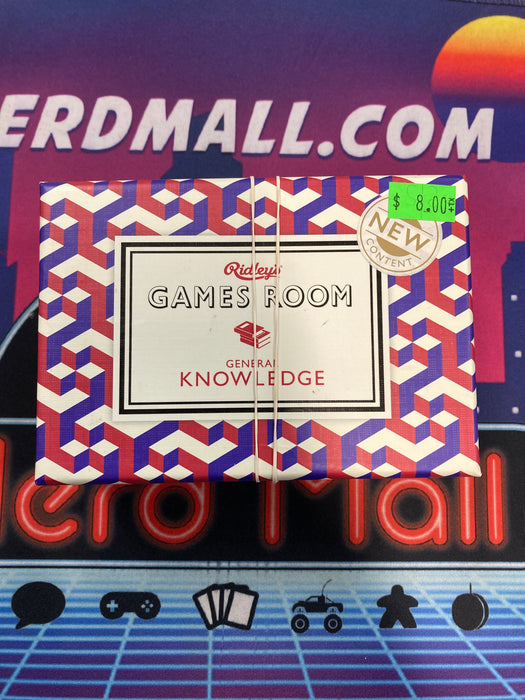 ERDMALL.COM
$ 8.00
NEW
CONTENT
Ridley's
GAMES ROOM
GENERAL
KNOWLEDGE
Nerd Mall